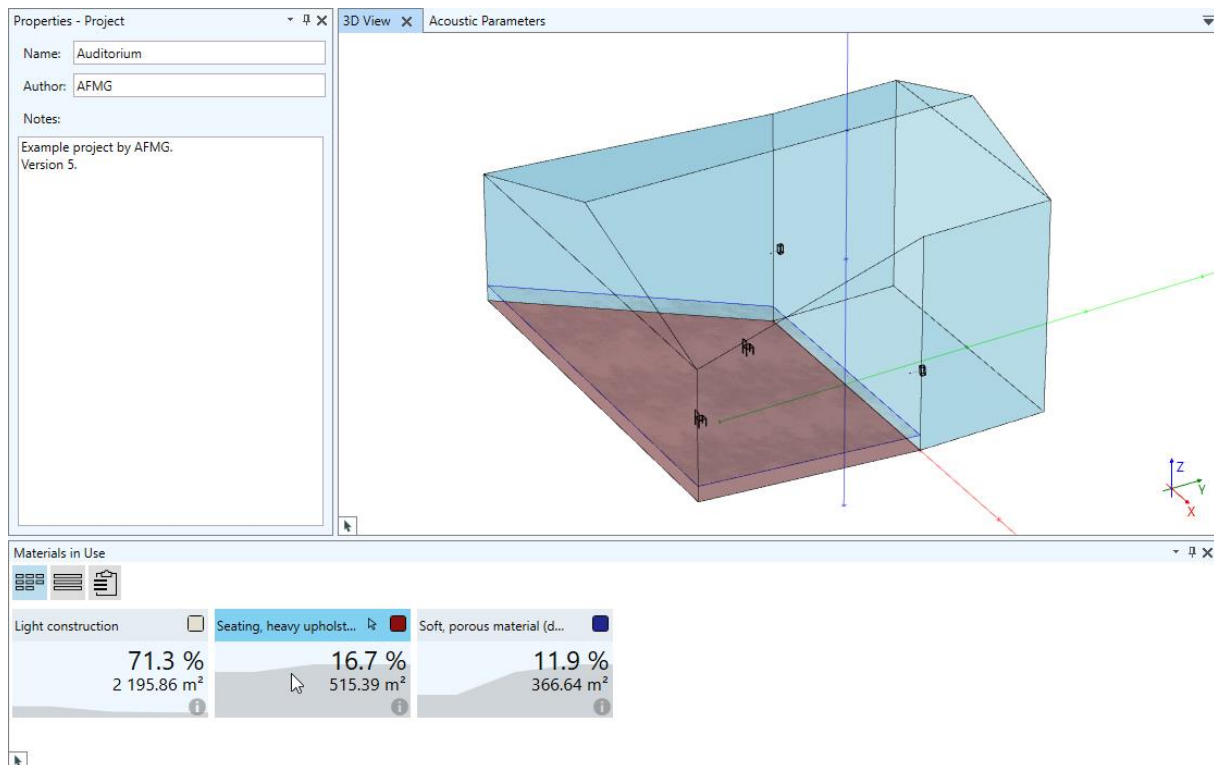 Properties - Project
Name: Auditorium
Author: AFMG
Notes:
Example project by AFMG.
Version 5.
3D View
Acoustic Parameters
Z
Y
X
Materials in Use
Light construction
71.3 %
2 195.86 m²
Seating, heavy upholst...
16.7 %
515.39 m²
Soft, porous material (d...
11.9 %
366.64 m²